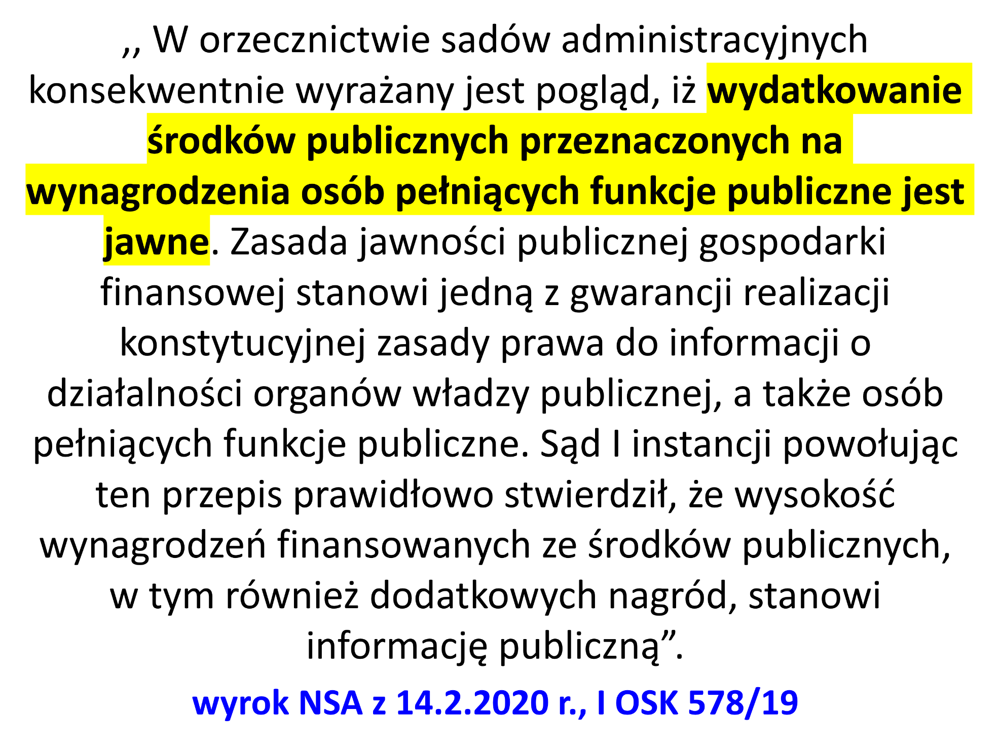 ,, W orzecznictwie sadów administracyjnych
konsekwentnie wyrażany jest pogląd, iż wydatkowanie
środków publicznych przeznaczonych na
wynagrodzenia osób pełniących funkcje publiczne jest
jawne. Zasada jawności publicznej gospodarki
finansowej stanowi jedną z gwarancji realizacji
konstytucyjnej zasady prawa do informacji o
działalności organów władzy publicznej, a także osób
pełniących funkcje publiczne. Sąd I instancji powołując
ten przepis prawidłowo stwierdził, że wysokość
wynagrodzeń finansowanych ze środków publicznych,
w tym również dodatkowych nagród, stanowi
informację publiczną”.
wyrok NSA z 14.2.2020 r., I OSK 578/19